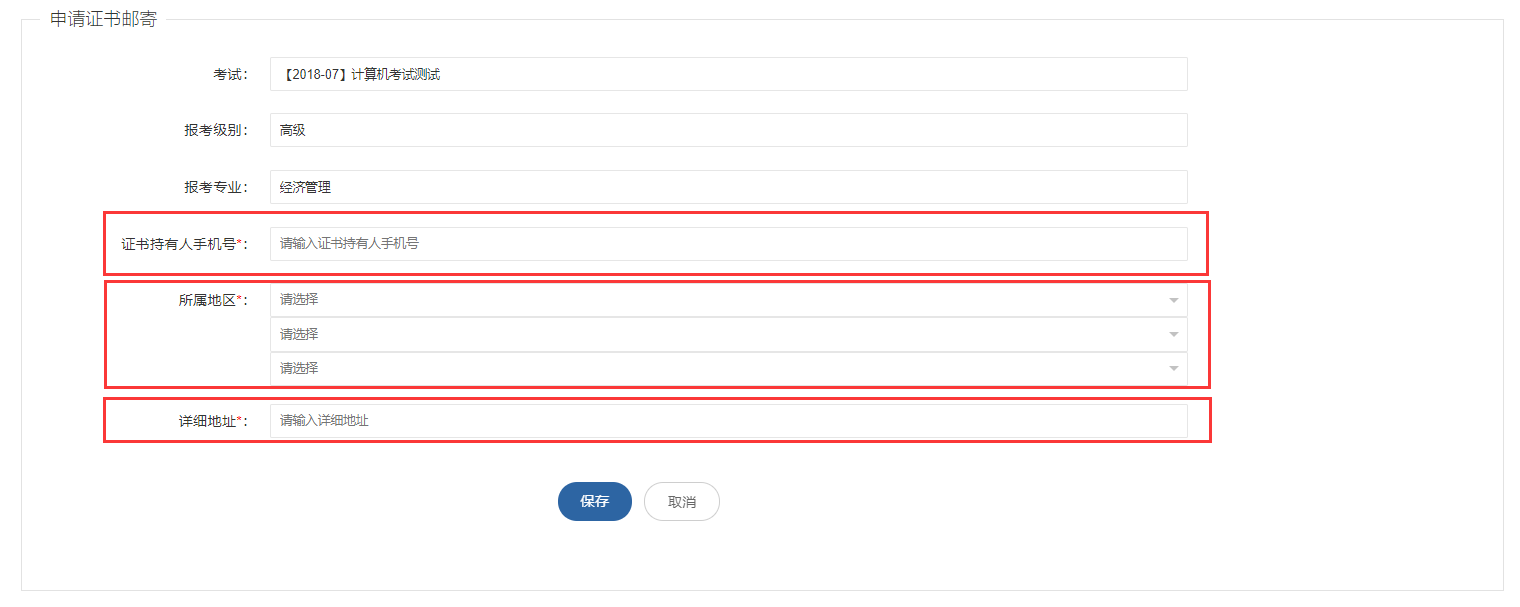 申请证书邮寄
考试： 【2018-07】计算机考试测试
报考级别： 高级
报考专业： 经济管理
证书持有人手机号*： 请输入证书持有人手机号
所属地区*： 请选择
请选择
请选择
详细地址*： 请输入详细地址
保存 取消